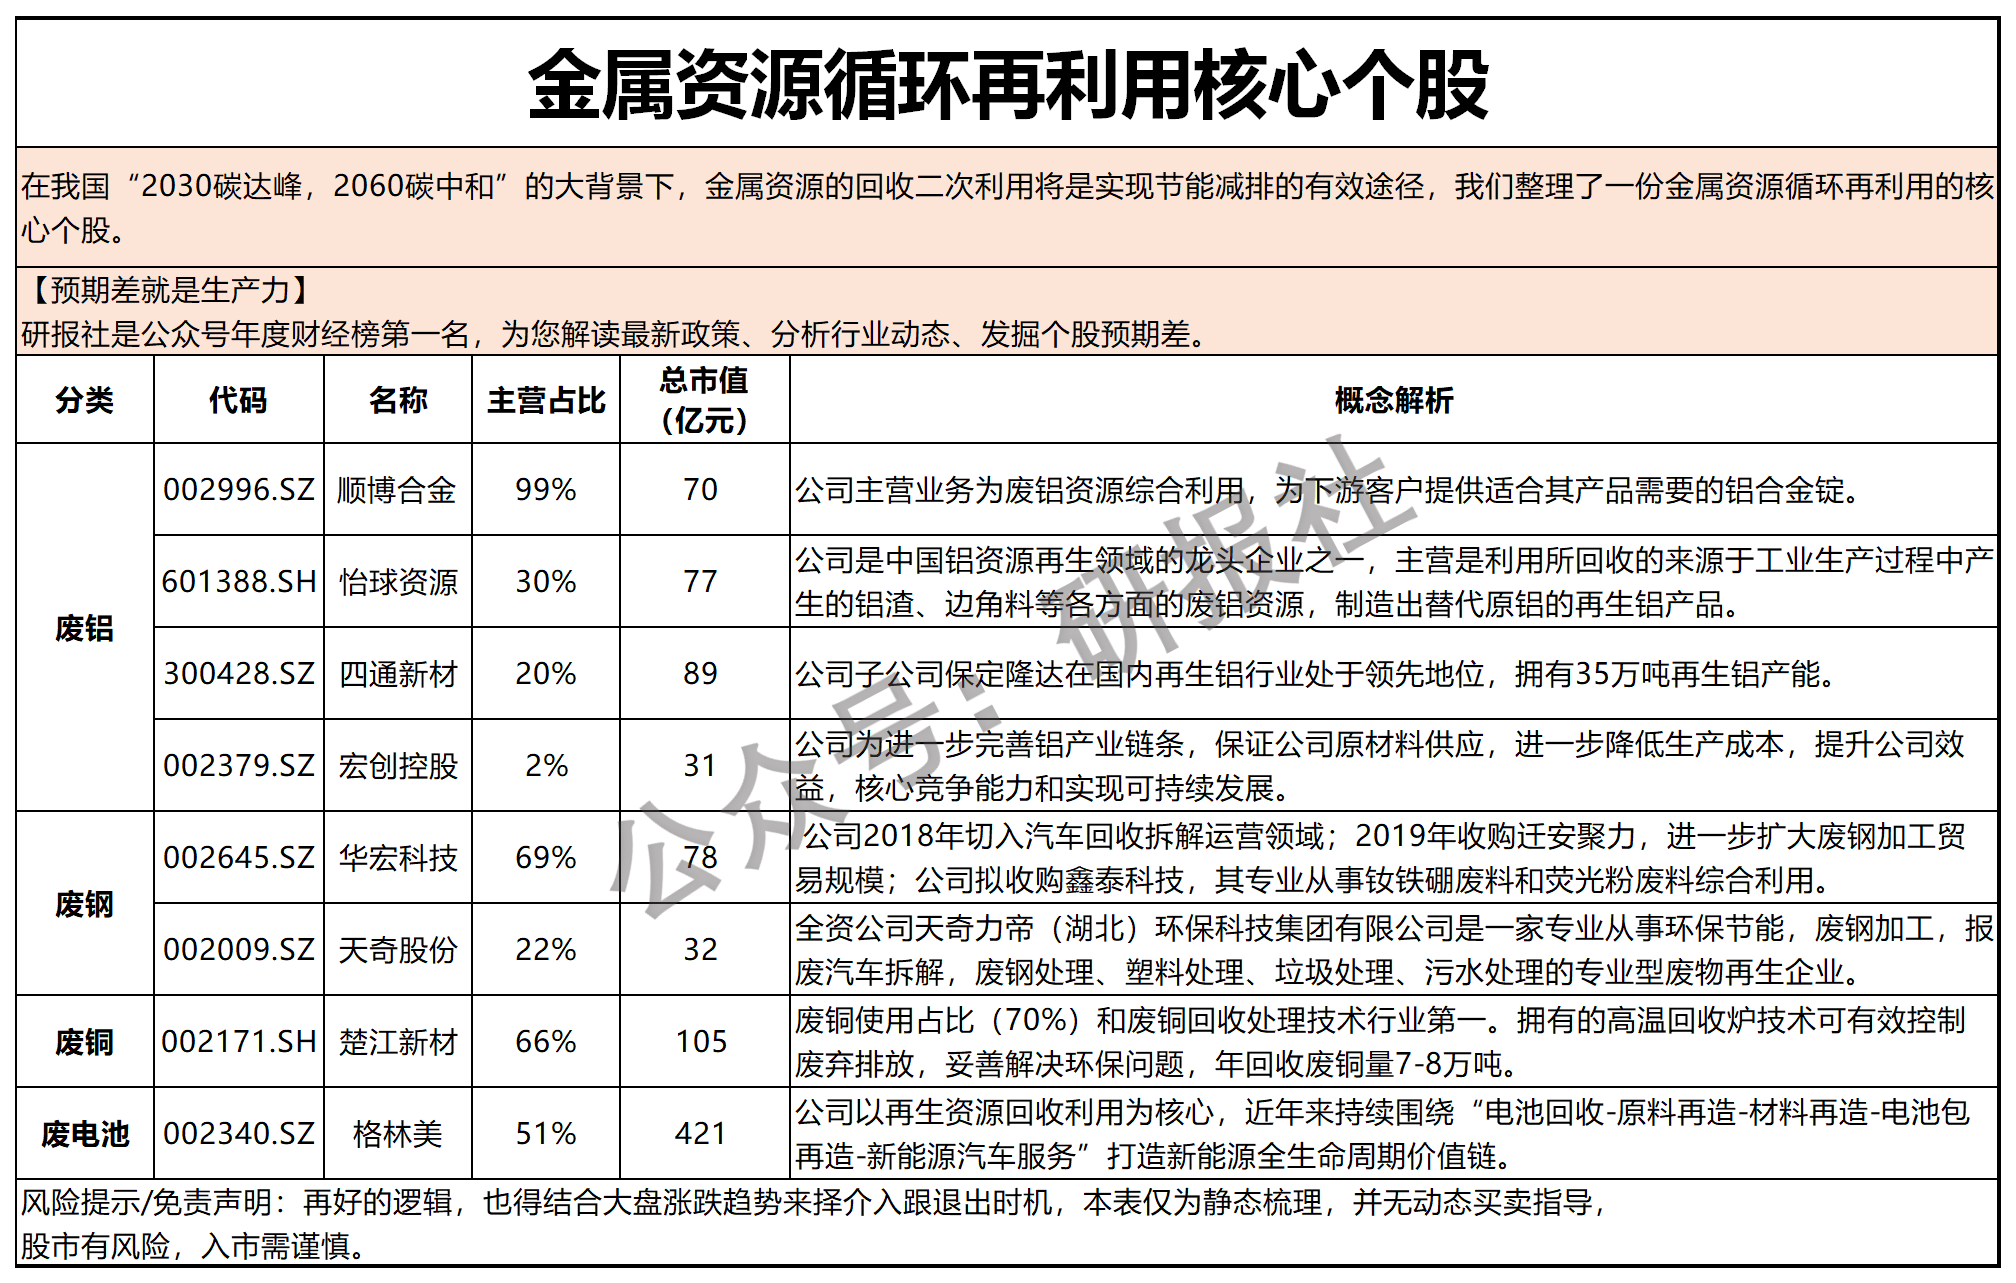 金属资源循环再利用核心个股
在我国“2030碳达峰，2060碳中和”的大背景下，金属资源的回收二次利用将是实现节能减排的有效途径，我们整理了一份金属资源循环再利用的核
心个股。
【预期差就是生产力】
研报社是公众号年度财经榜第一名，为您解读最新政策、分析行业动态、发掘个股预期差。
分类 代码 名称 主营占比 总市值
（亿元） 概念解析
废铝
002996.SZ 顺博合金 99% 70 公司主营业务为废铝资源综合利用，为下游客户提供适合其产品需要的铝合金锭。
601388.SH 怡球资源 30% 77 公司是中国铝资源再生领域的龙头企业之一，主营是利用所回收的来源于工业生产过程中产
生的铝渣、边角料等各方面的废铝资源，制造出替代原铝的再生铝产品。
300428.SZ 四通新材 20% 89 公司子公司保定隆达在国内再生铝行业处于领先地位，拥有35万吨再生铝产能。
002379.SZ 宏创控股 2% 31 公司为进一步完善铝产业链条，保证公司原材料供应，进一步降低生产成本，提升公司效
益，核心竞争能力和实现可持续发展。
废钢
002645.SZ 华宏科技 69% 78 公司2018年切入汽车回收拆解运营领域；2019年收购迁安聚力，进一步扩大废钢加工贸
易规模；公司拟收购鑫泰科技，其专业从事钕铁硼废料和荧光粉废料综合利用。
002009.SZ 天奇股份 22% 32 全资公司天奇力帝（湖北）环保科技集团有限公司是一家专业从事环保节能，废钢加工，报
废汽车拆解，废钢处理、塑料处理、垃圾处理、污水处理的专业型废物再生企业。
废铜 002171.SH 楚江新材 66% 105 废铜使用占比（70%）和废铜回收处理技术行业第一。拥有的高温回收炉技术可有效控制
废弃排放，妥善解决环保问题，年回收废铜量7-8万吨。
废电池 002340.SZ 格林美 51% 421 公司以再生资源回收利用为核心，近年来持续围绕“电池回收-原料再造-材料再造-电池包
再造-新能源汽车服务”打造新能源全生命周期价值链。
风险提示/免责声明：再好的逻辑，也得结合大盘涨跌趋势来择介入跟退出时机，本表仅为静态梳理，并无动态买卖指导，
股市有风险，入市需谨慎。
公众号：研报社